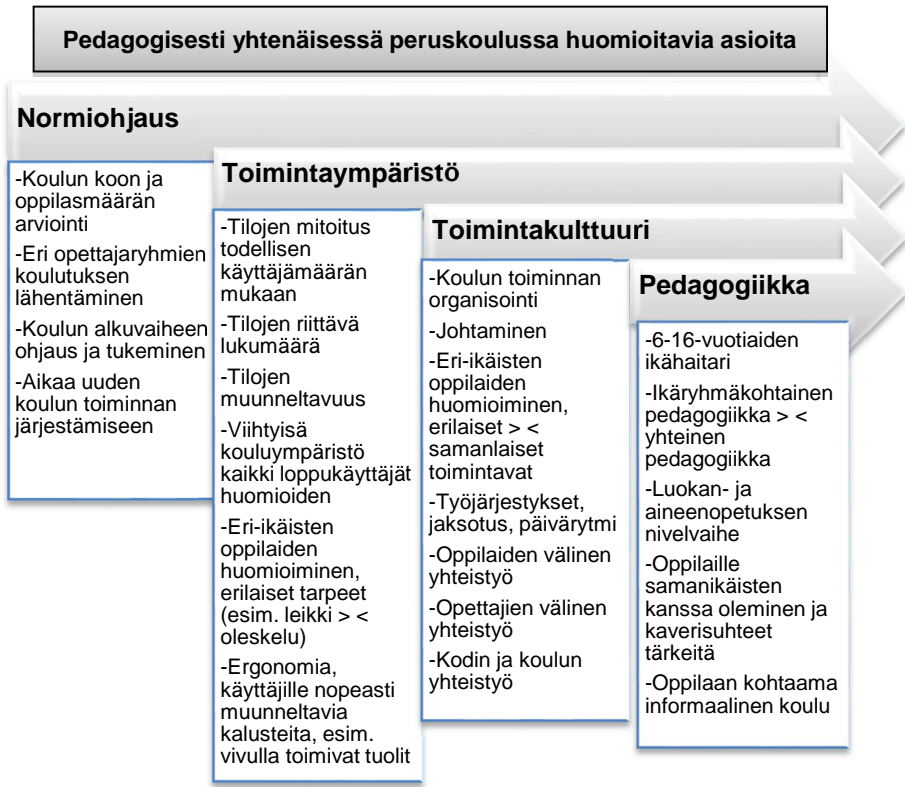 Pedagogisesti yhtenäisessä peruskoulussa huomioitavia asioita
Normiohjaus
-Koulun koon ja
oppilasmäärän
arviointi
-Eri opettajaryhmien
koulutuksen
lähentäminen
-Koulun alkuvaiheen
ohjaus ja tukeminen
-Aikaa uuden
koulun toiminnan
järjestämiseen
Toimintaympäristö
-Tilojen mitoitus
todellisen
käyttäjämäärän
mukaan
-Tilojen riittävä
lukumäärä
-Tilojen
muunneltavuus
-Viihtyisä
kouluympäristö
kaikki loppukäyttäjät
huomioiden
-Eri-ikäisten
oppilaiden
huomioiminen,
erilaiset tarpeet
(esim. leikki > <
oleskelu)
-Ergonomia,
käyttäjille nopeasti
muunneltavia
kalusteita, esim.
vivulla toimivat tuolit
Toimintakulttuuri
-Koulun toiminnan
organisointi
-Johtaminen
-Eri-ikäisten
oppilaiden
huomioiminen,
erilaiset > <
samanlaiset
toimintavat
-Työjärjestykset,
jaksotus, päivärytmi
-Oppilaiden välinen
yhteistyö
-Opettajien välinen
yhteistyö
-Kodin ja koulun
yhteistyö
Pedagogiikka
-6-16-vuotiaiden
ikähaitari
-Ikäryhmäkohtainen
pedagogiikka > <
yhteinen
pedagogiikka
-Luokan- ja
aineenopetuksen
nivelvaihe
-Oppilaille
samanikäisten
kanssa oleminen ja
kaverisuhteet
tärkeitä
-Oppilaan kohtaama
informaalinen koulu